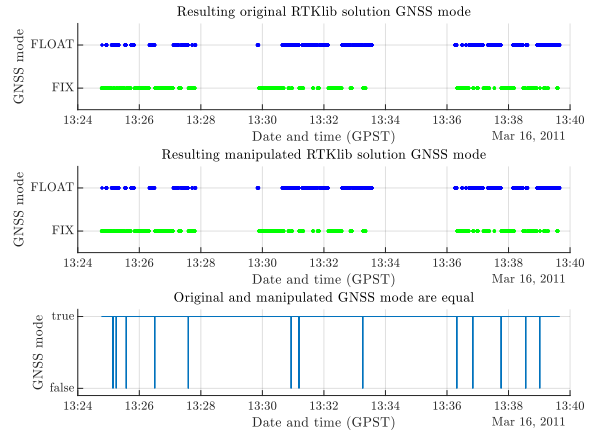 Resulting original RTKlib solution GNSS mode
GNSS mode
FLOAT
FIX
13:24 13:26 13:28 13:30 13:32 13:34 13:36 13:38 13:40
Date and time (GPST)
Mar 16, 2011
Resulting manipulated RTKlib solution GNSS mode
GNSS mode
FLOAT
FIX
13:24 13:26 13:28 13:30 13:32 13:34 13:36 13:38 13:40
Date and time (GPST)
Mar 16, 2011
Original and manipulated GNSS mode are equal
GNSS mode
true
false
13:24 13:26 13:28 13:30 13:32 13:34 13:36 13:38 13:40
Date and time (GPST)
Mar 16, 2011